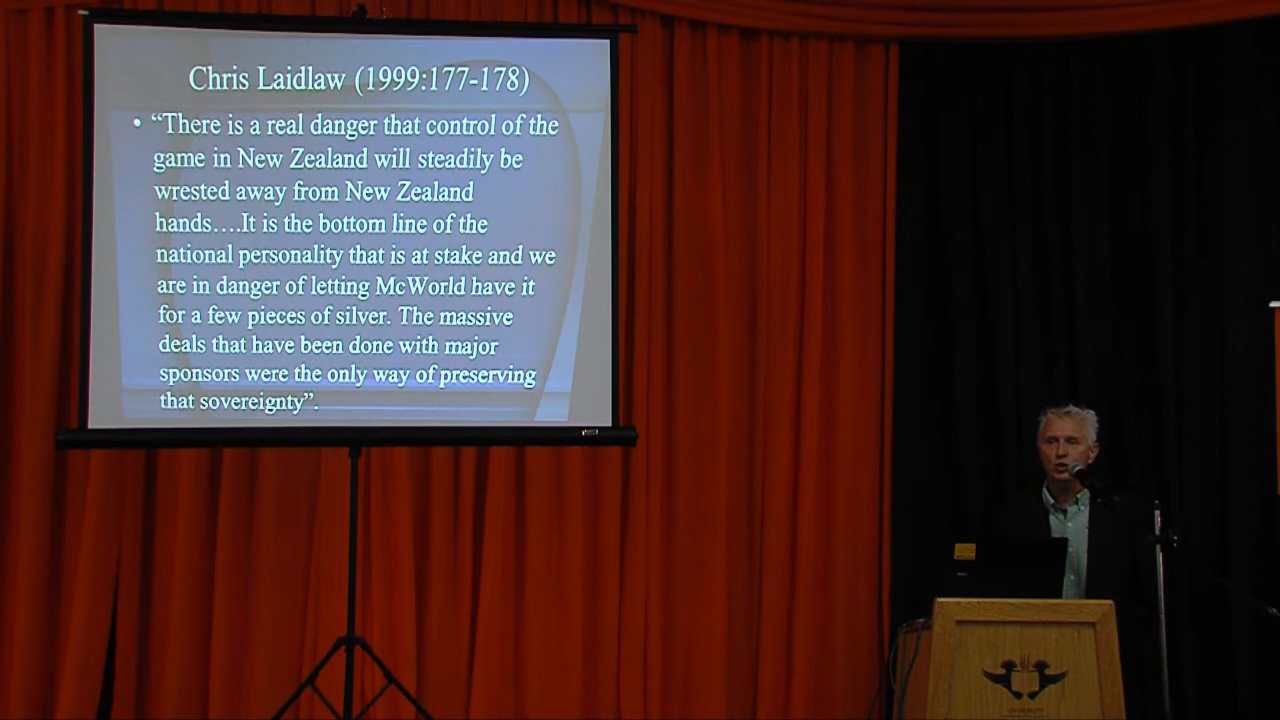 Chris Laidlaw (1999:177-178)
• “There is a real danger that control of the
game in New Zealand will steadily be
wrested away from New Zealand
hands….It is the bottom line of the
national personality that is at stake and we
are in danger of letting McWorld have it
for a few pieces of silver. The massive
deals that have been done with major
sponsors were the only way of preserving
that sovereignty”.
UNIVERSITY